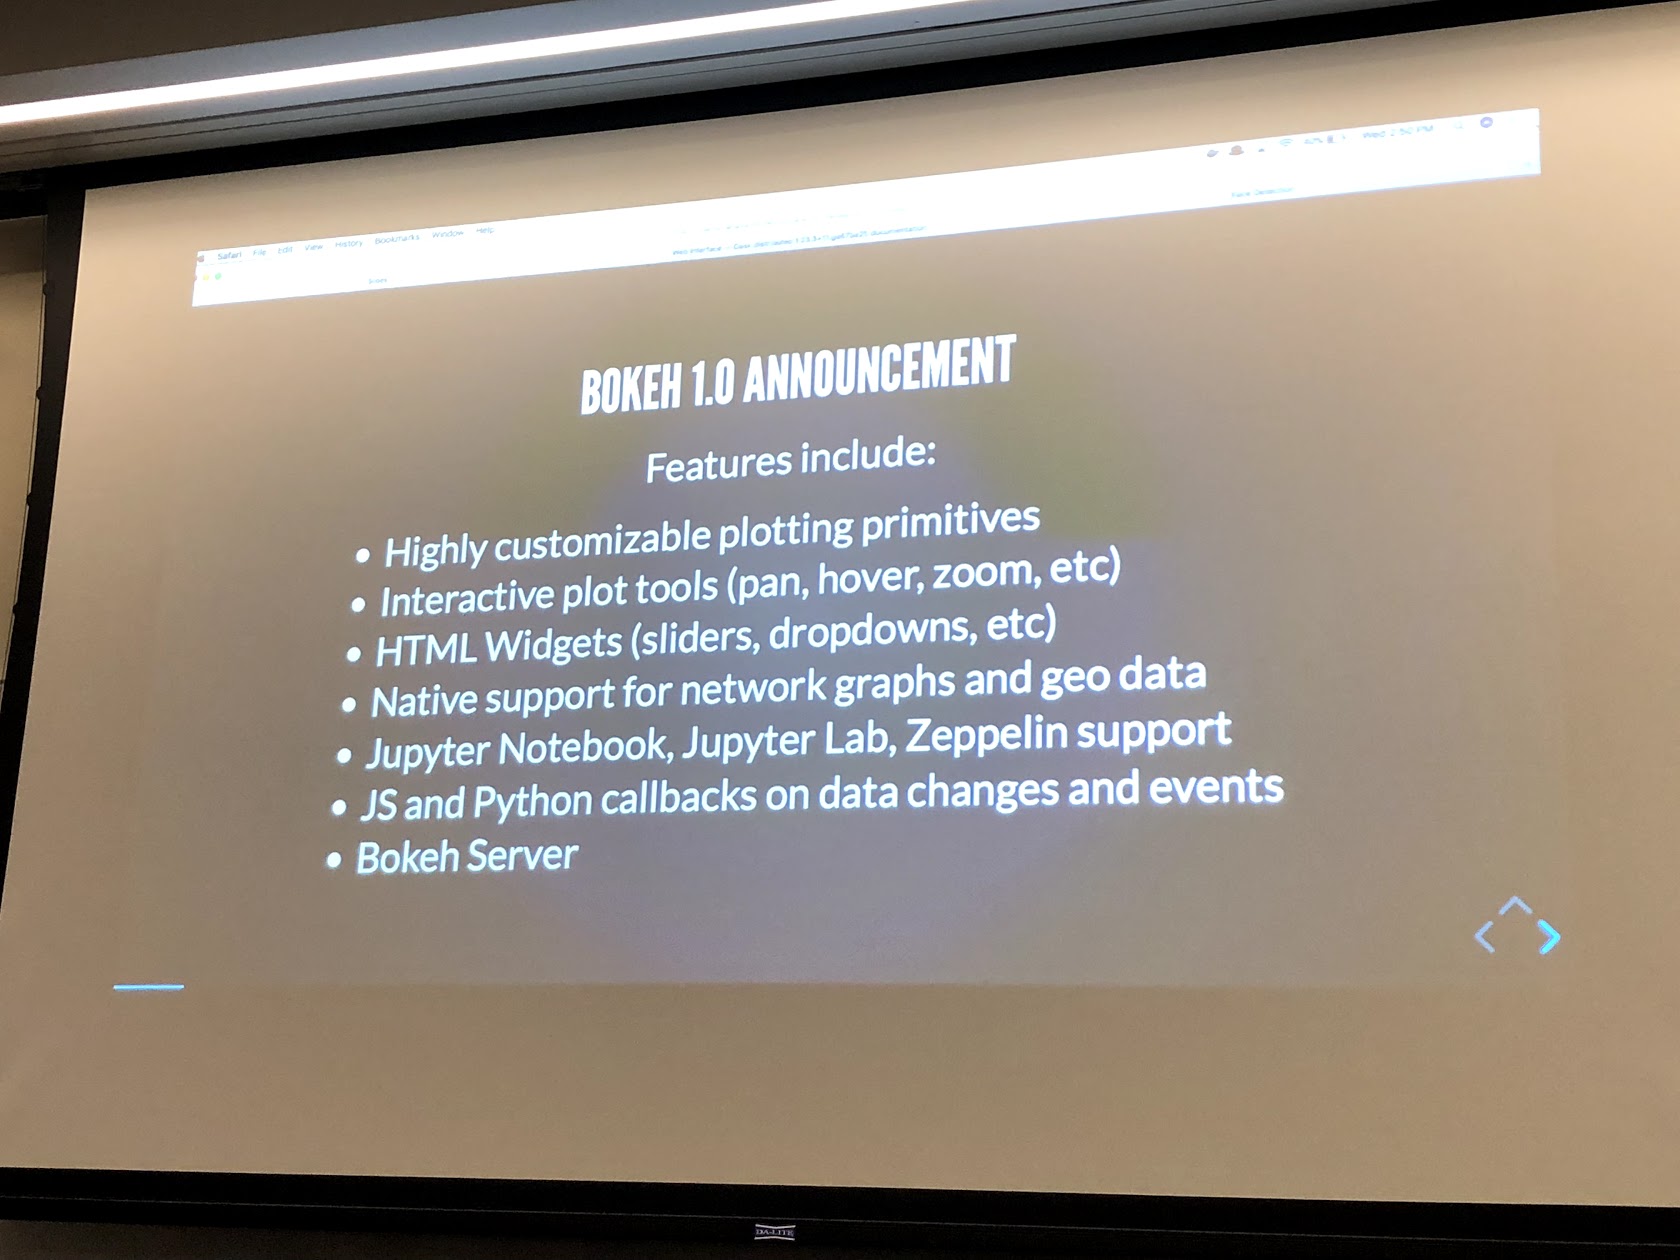 Safari File Edit View History Bookmarks Window Help
Wed 2:50 PM
BOKEH 1.0 ANNOUNCEMENT
Features include:
• Highly customizable plotting primitives
• Interactive plot tools (pan, hover, zoom, etc)
• HTML Widgets (sliders, dropdowns, etc)
• Native support for network graphs and geo data
• Jupyter Notebook, Jupyter Lab, Zeppelin support
• JS and Python callbacks on data changes and events
• Bokeh Server
DA-LITE